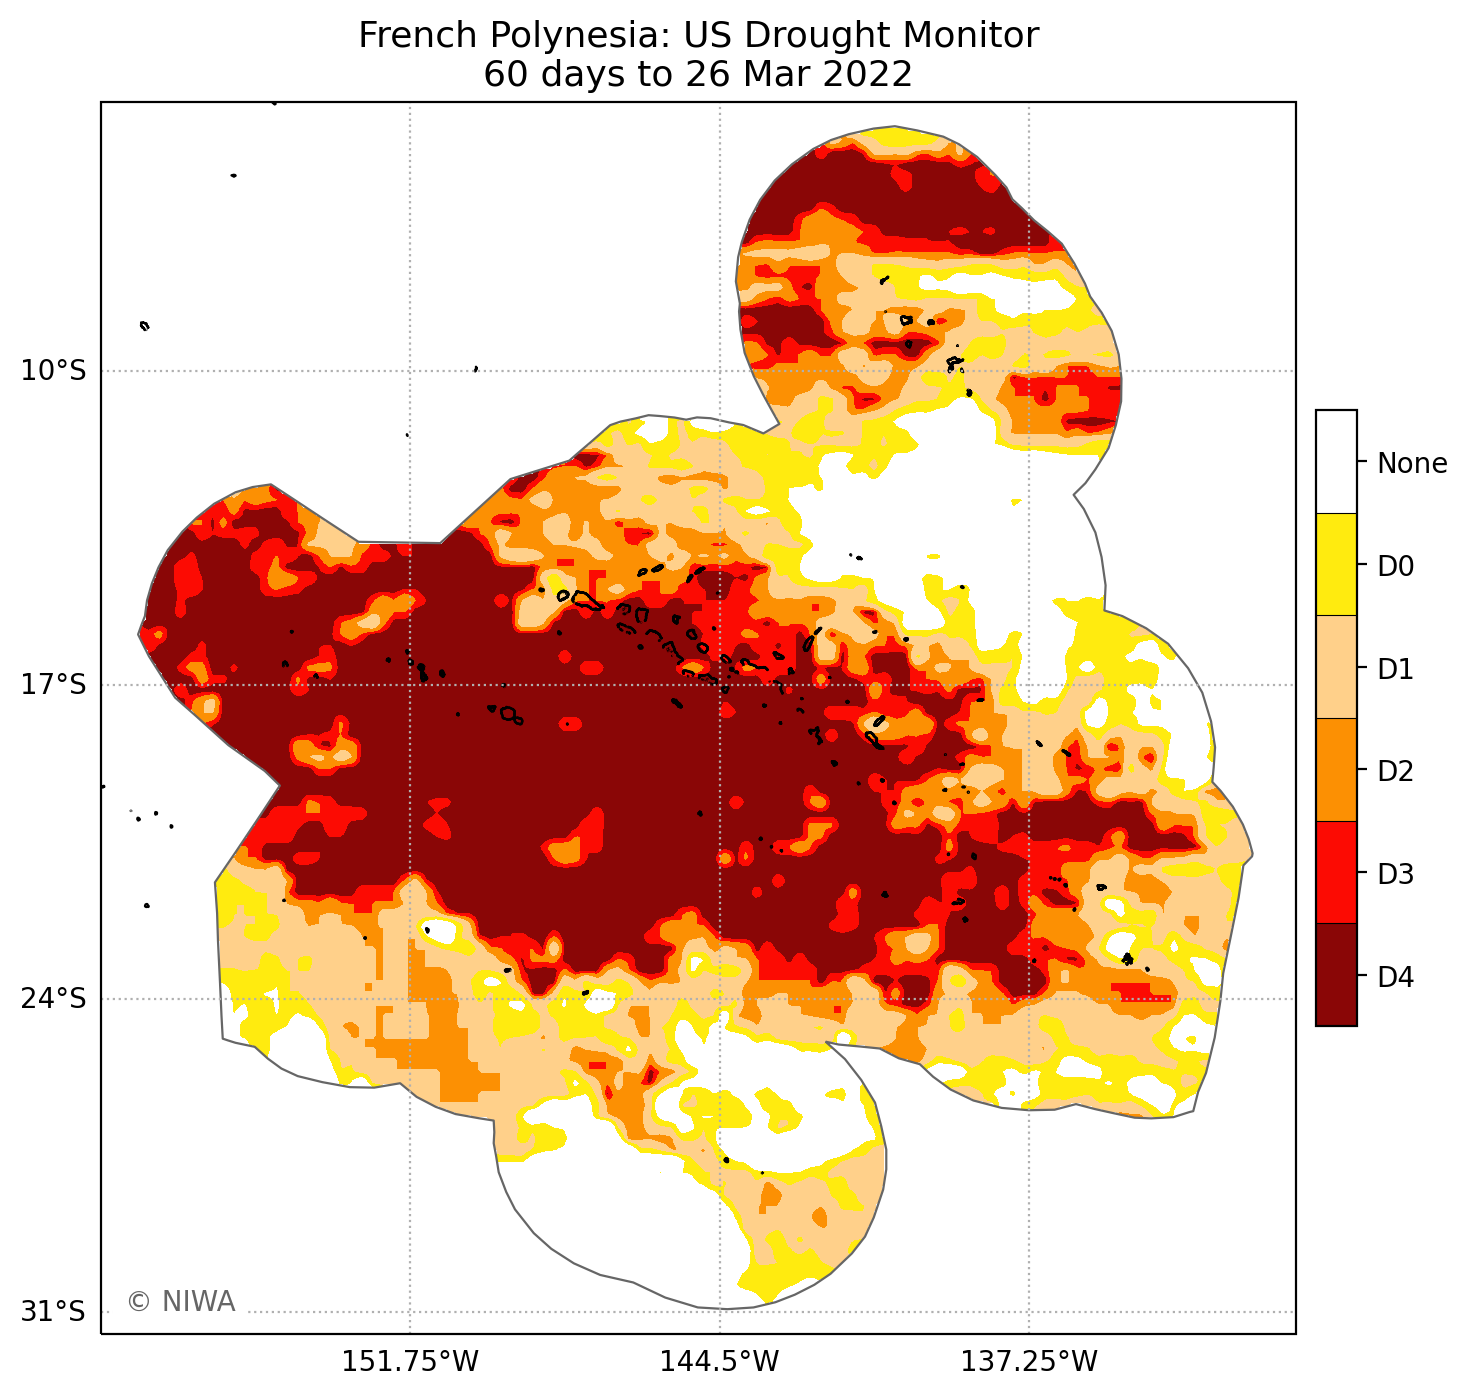 French Polynesia: US Drought Monitor
60 days to 26 Mar 2022
10°S
17°S
24°S
31°S
151.75°W
144.5°W
137.25°W
None
D0
D1
D2
D3
D4
© NIWA